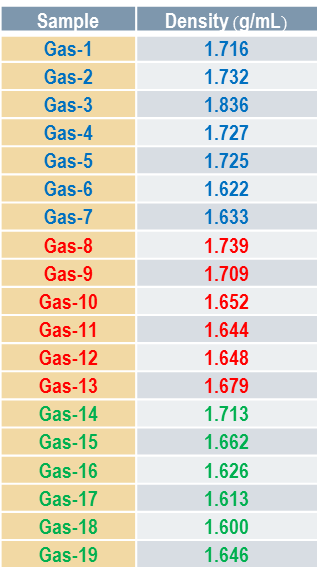 Sample Density (g/mL)
Gas-1 1.716
Gas-2 1.732
Gas-3 1.836
Gas-4 1.727
Gas-5 1.725
Gas-6 1.622
Gas-7 1.633
Gas-8 1.739
Gas-9 1.709
Gas-10 1.652
Gas-11 1.644
Gas-12 1.648
Gas-13 1.679
Gas-14 1.713
Gas-15 1.662
Gas-16 1.626
Gas-17 1.613
Gas-18 1.600
Gas-19 1.646